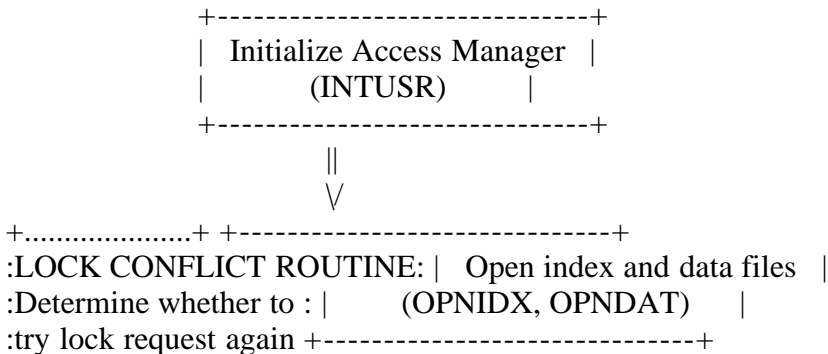 +-------------------------------+
| Initialize Access Manager |
| (INTUSR) |
+-------------------------------+
||
\/
+.....................+ +-------------------------------+
:LOCK CONFLICT ROUTINE: | Open index and data files |
:Determine whether to : | (OPNIDX, OPNDAT) |
:try lock request again +-------------------------------+